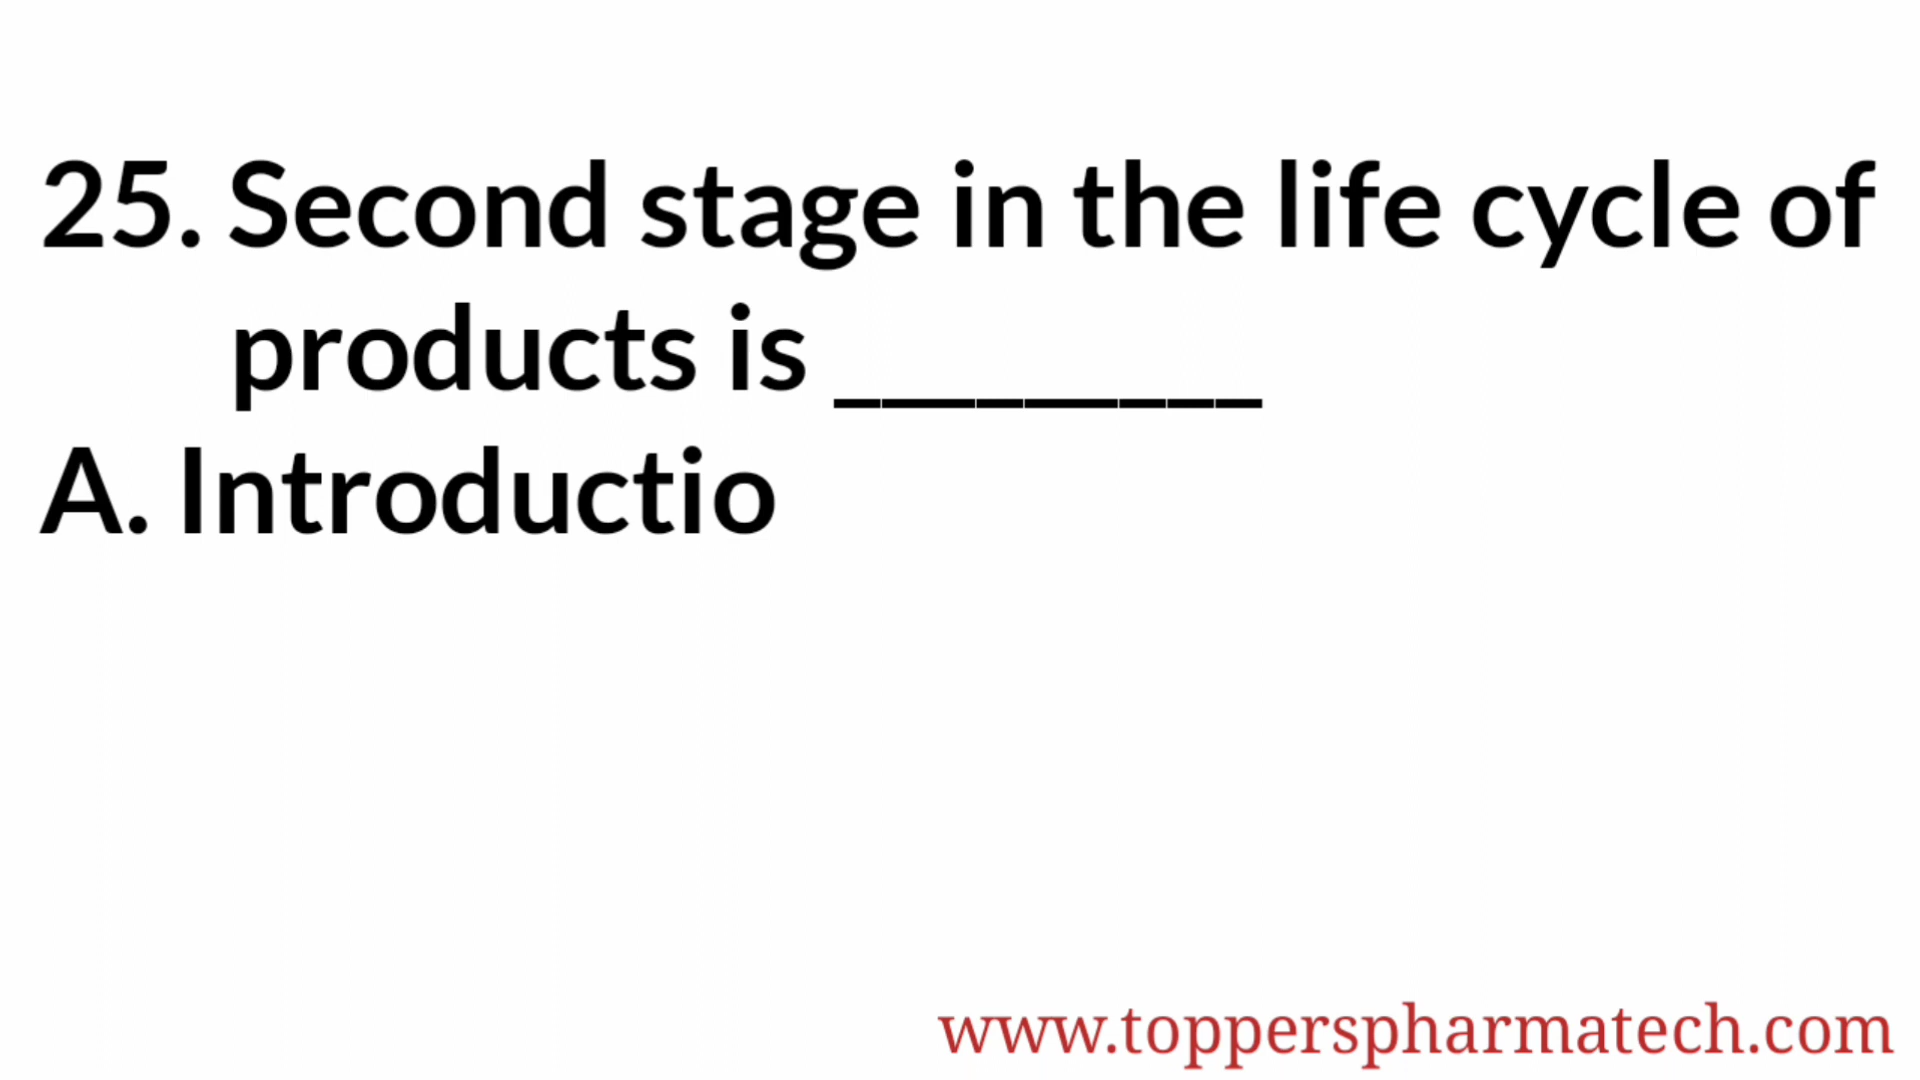 25. Second stage in the life cycle of
products is _________
A. Introductio
www.topperspharmatech.com